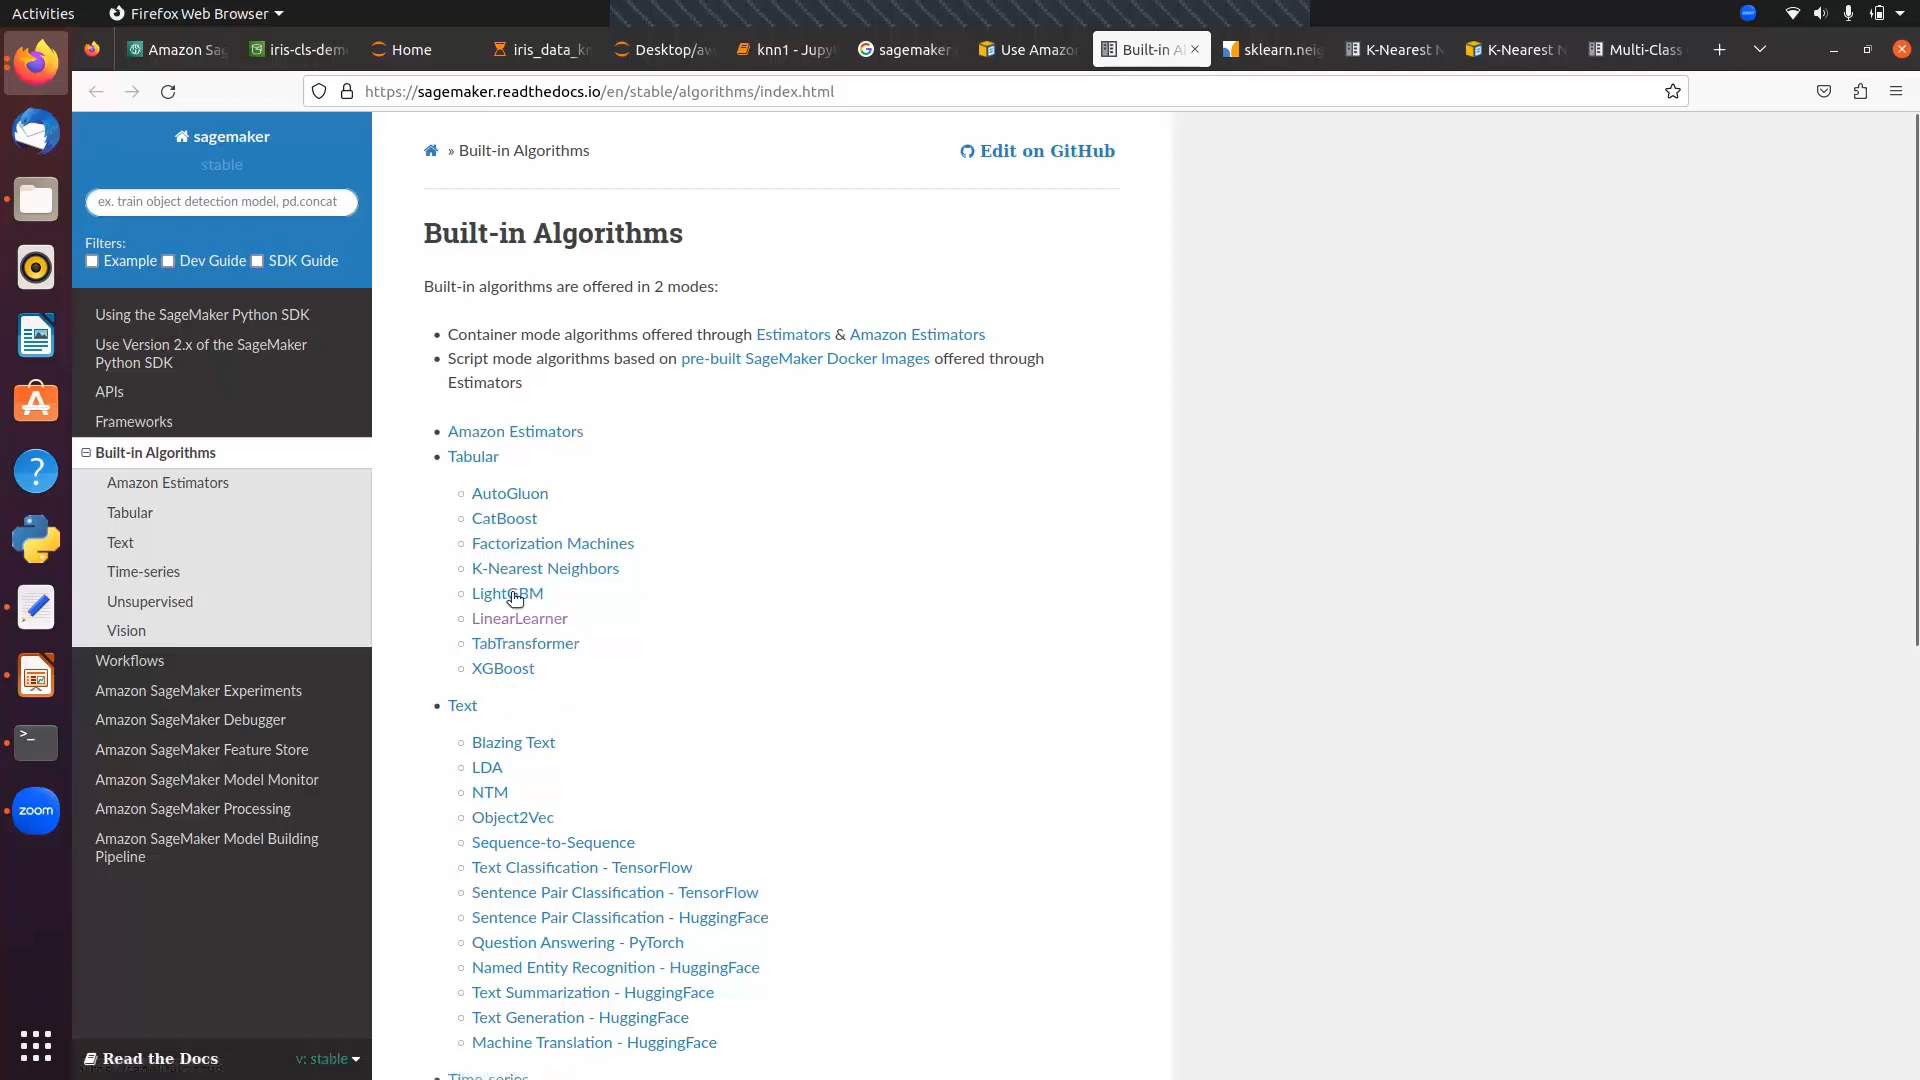 Activities
Firefox Web Browser
Amazon Sa
iris-cls-dem
Home
iris_data_kn
Desktop/aw
knn1 - Jupy
sagemaker
Use Amazo
Built-in Al
sklearn.neig
K-Nearest N
K-Nearest N
Multi-Class
https://sagemaker.readthedocs.io/en/stable/algorithms/index.html
sagemaker
stable
ex. train object detection model, pd.concat
Filters:
Example Dev Guide SDK Guide
Using the SageMaker Python SDK
Use Version 2.x of the SageMaker
Python SDK
APIs
Frameworks
Built-in Algorithms
Amazon Estimators
Tabular
Text
Time-series
Unsupervised
Vision
Workflows
Amazon SageMaker Experiments
Amazon SageMaker Debugger
Amazon SageMaker Feature Store
Amazon SageMaker Model Monitor
Amazon SageMaker Processing
Amazon SageMaker Model Building
Pipeline
Read the Docs
v: stable
» Built-in Algorithms
Edit on GitHub
Built-in Algorithms
Built-in algorithms are offered in 2 modes:
• Container mode algorithms offered through Estimators & Amazon Estimators
• Script mode algorithms based on pre-built SageMaker Docker Images offered through
Estimators
• Amazon Estimators
• Tabular
○ AutoGluon
○ CatBoost
○ Factorization Machines
○ K-Nearest Neighbors
○ LightGBM
○ LinearLearner
○ TabTransformer
○ XGBoost
• Text
○ Blazing Text
○ LDA
○ NTM
○ Object2Vec
○ Sequence-to-Sequence
○ Text Classification - TensorFlow
○ Sentence Pair Classification - TensorFlow
○ Sentence Pair Classification - HuggingFace
○ Question Answering - PyTorch
○ Named Entity Recognition - HuggingFace
○ Text Summarization - HuggingFace
○ Text Generation - HuggingFace
○ Machine Translation - HuggingFace
• Time-series
zoom